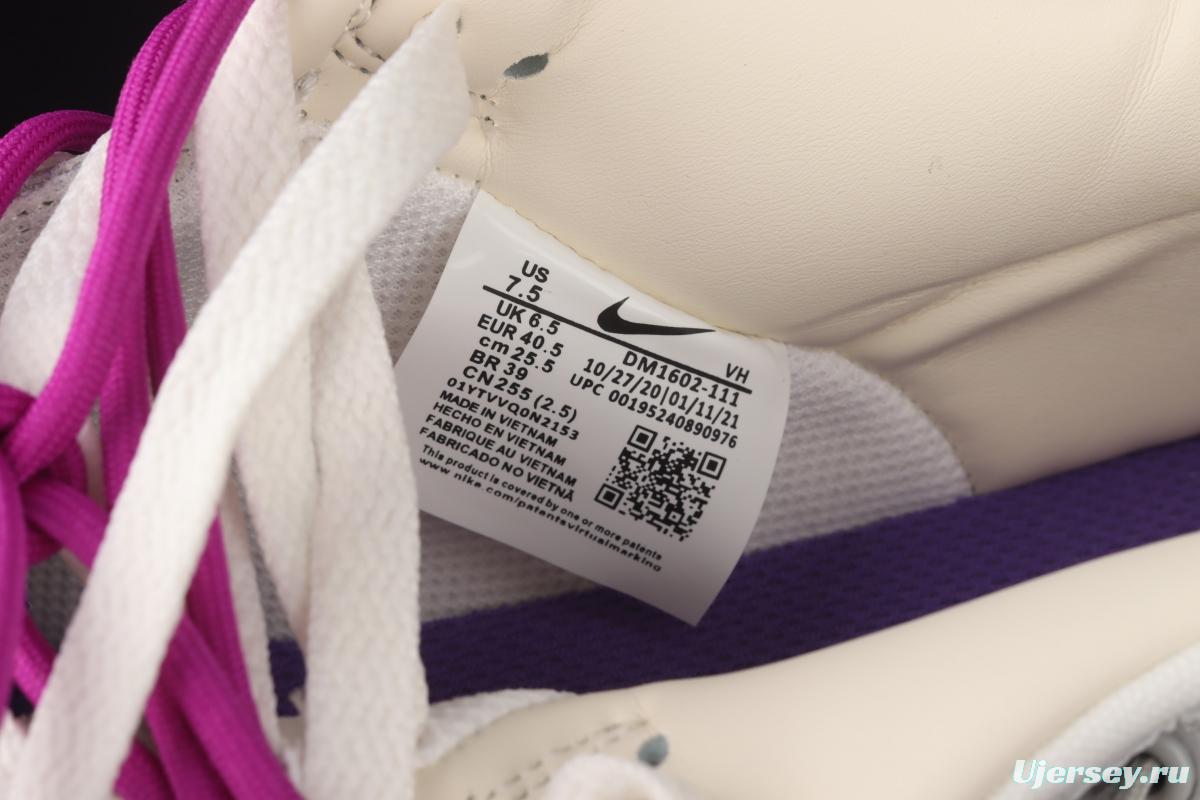 US
7.5
UK 6.5
EUR 40.5
cm 25.5
BR 39
CN 255 (2.5)
01YTVVQ0N2153
MADE IN VIETNAM
HECHO EN VIETNAM
FABRIQUE AU VIETNAM
FABRICADO NO VIETNÃ
This product is covered by one or more patents
www.nike.com/patentsvirtualmarking
VH
DM1602-111
10/27/20|01/11/21
UPC 00195240890976
Ujersey.ru